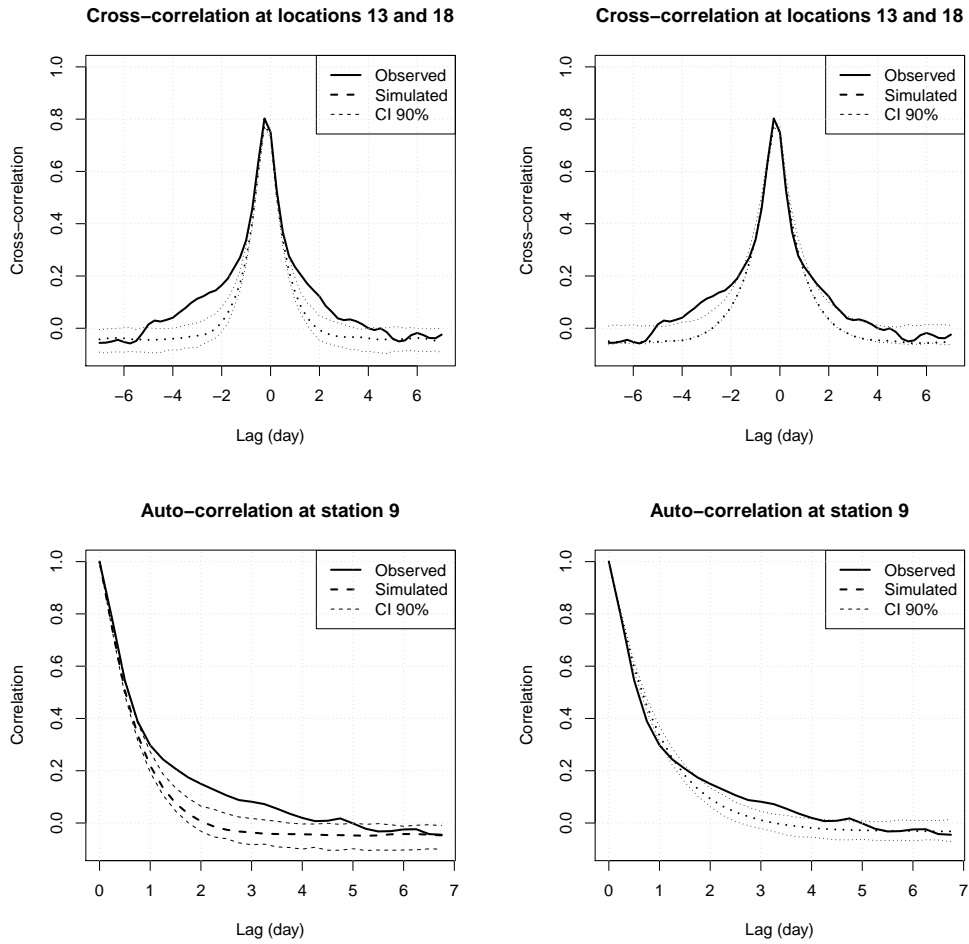 Cross−correlation at locations 13 and 18
Cross−correlation
1.0
0.8
0.6
0.4
0.2
0.0
Observed
Simulated
CI 90%
−6 −4 −2 0 2 4 6
Lag (day)
Cross−correlation at locations 13 and 18
Cross−correlation
1.0
0.8
0.6
0.4
0.2
0.0
Observed
Simulated
CI 90%
−6 −4 −2 0 2 4 6
Lag (day)
Auto−correlation at station 9
Correlation
1.0
0.8
0.6
0.4
0.2
0.0
Observed
Simulated
CI 90%
0 1 2 3 4 5 6 7
Lag (day)
Auto−correlation at station 9
Correlation
1.0
0.8
0.6
0.4
0.2
0.0
Observed
Simulated
CI 90%
0 1 2 3 4 5 6 7
Lag (day)